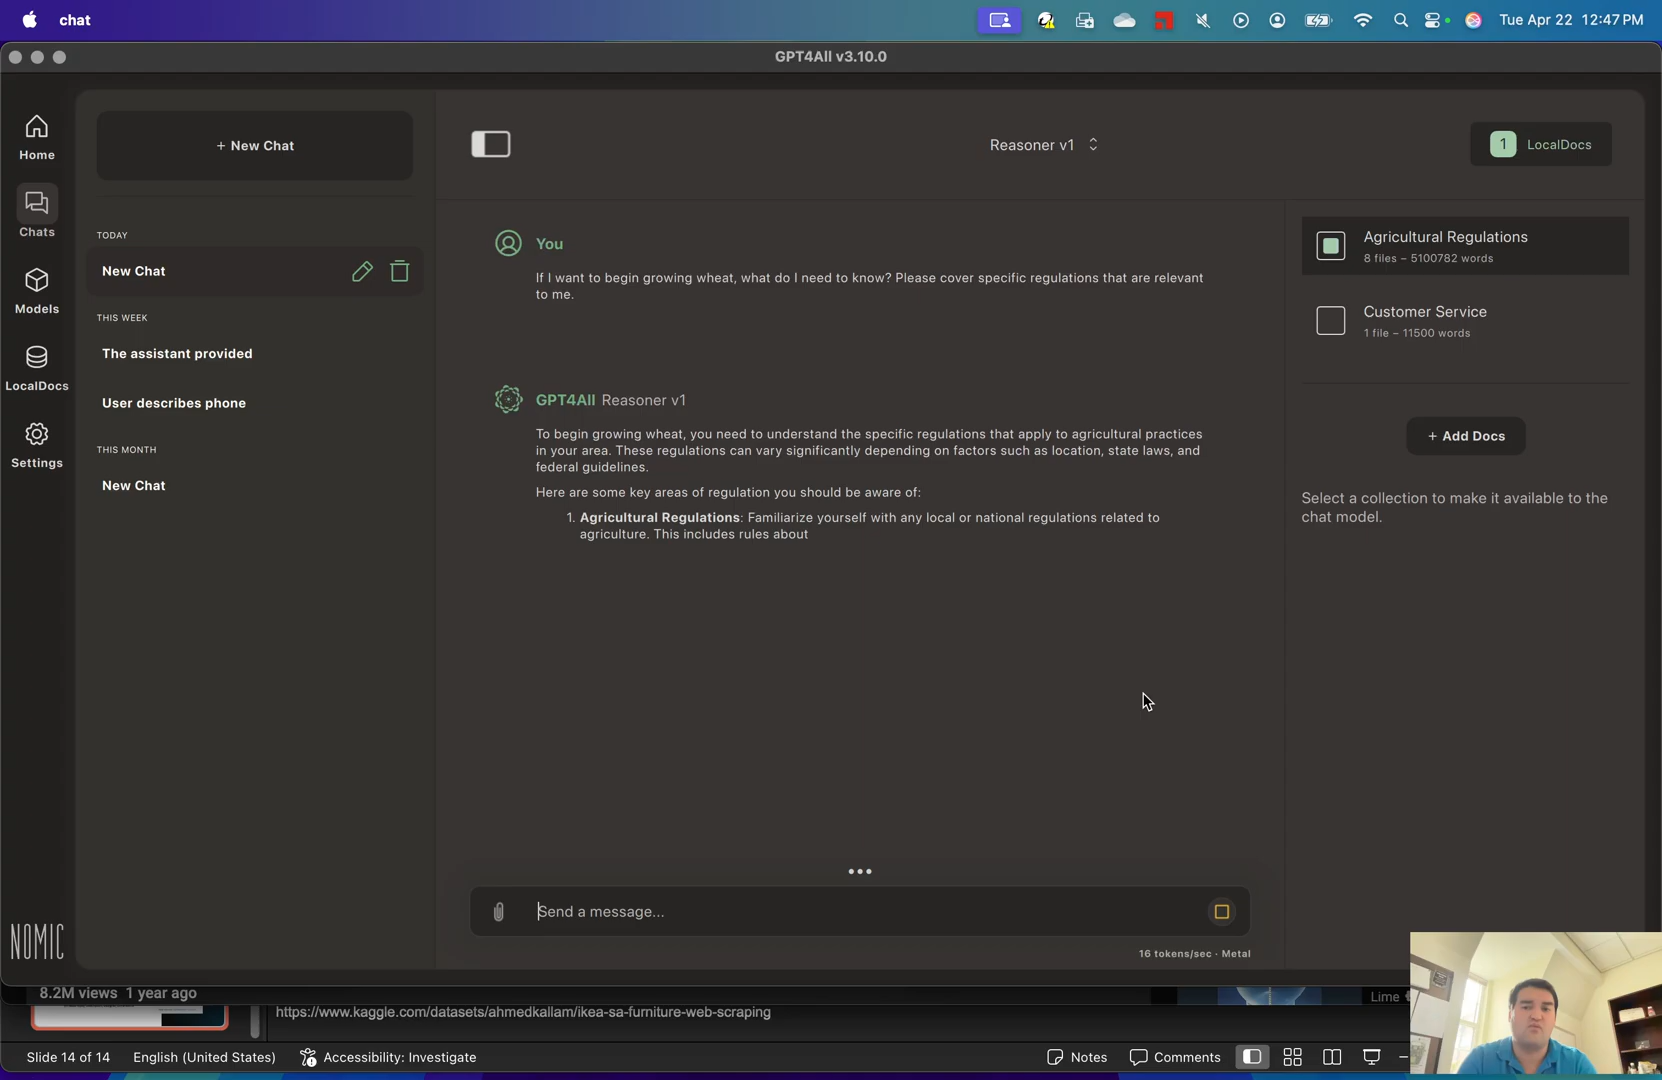 chat
Tue Apr 22 12:47 PM
GPT4All v3.10.0
Home
Chats
Models
LocalDocs
Settings
NOMIC
+ New Chat
TODAY
New Chat
THIS WEEK
The assistant provided
User describes phone
THIS MONTH
New Chat
Reasoner v1
1 LocalDocs
You
If I want to begin growing wheat, what do I need to know? Please cover specific regulations that are relevant
to me.
GPT4All Reasoner v1
To begin growing wheat, you need to understand the specific regulations that apply to agricultural practices
in your area. These regulations can vary significantly depending on factors such as location, state laws, and
federal guidelines.
Here are some key areas of regulation you should be aware of:
1. Agricultural Regulations: Familiarize yourself with any local or national regulations related to
agriculture. This includes rules about
Send a message...
16 tokens/sec · Metal
Agricultural Regulations
8 files – 5100782 words
Customer Service
1 file – 11500 words
+ Add Docs
Select a collection to make it available to the
chat model.
8.2M views 1 year ago
Lime
https://www.kaggle.com/datasets/ahmedkallam/ikea-sa-furniture-web-scraping
Slide 14 of 14 English (United States) Accessibility: Investigate Notes Comments